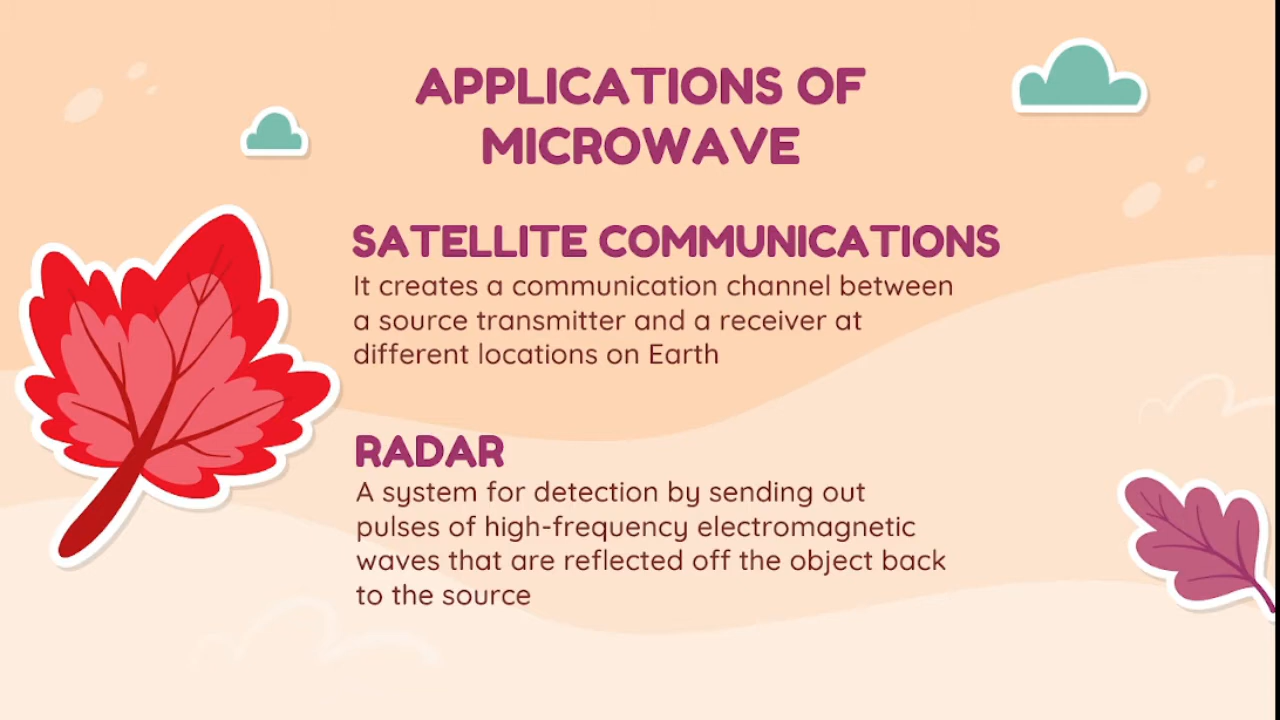 APPLICATIONS OF
MICROWAVE
SATELLITE COMMUNICATIONS
It creates a communication channel between
a source transmitter and a receiver at
different locations on Earth
RADAR
A system for detection by sending out
pulses of high-frequency electromagnetic
waves that are reflected off the object back
to the source